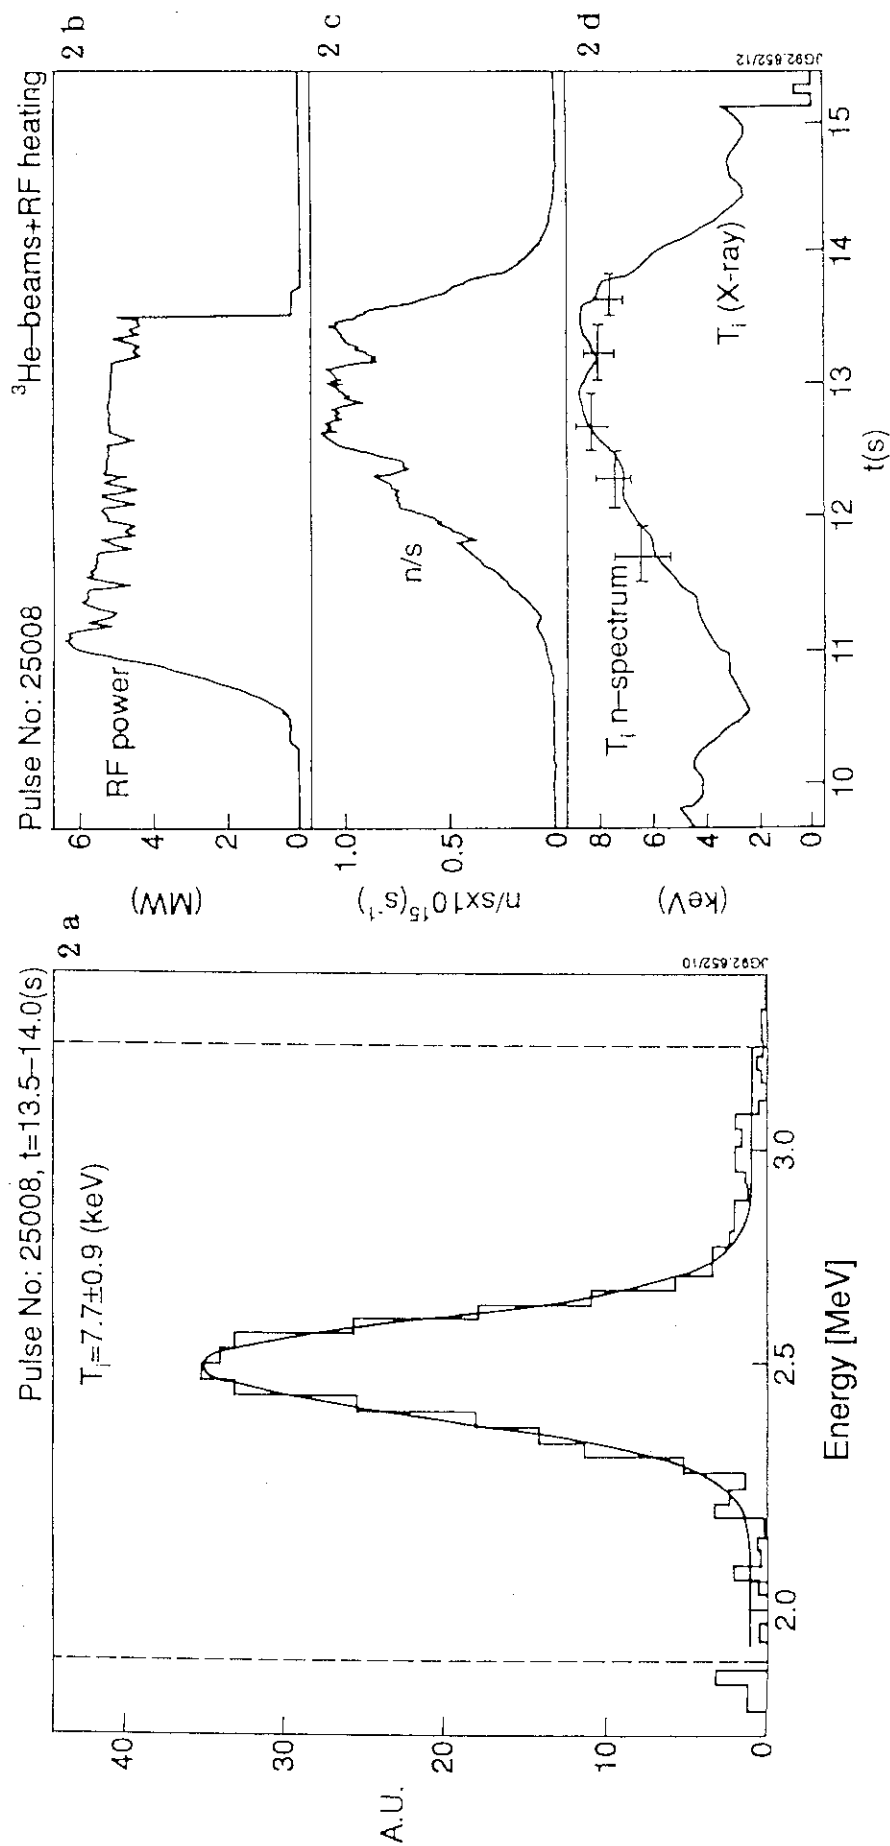 Pulse No: 25008, t=13.5–14.0(s)
2 a
T_i=7.7±0.9 (keV)
A.U.
40
30
20
10
0
2.0
2.5
3.0
Energy [MeV]
JG92.652/10
Pulse No: 25008
³He–beams+RF heating
2 b
RF power
(MW)
6
4
2
0
2 c
n/s
n/sx10¹⁵(s⁻¹)
1.0
0.5
0
2 d
T_i n–spectrum
T_i (X-ray)
(keV)
8
6
4
2
0
10
11
12
13
14
15
t(s)
JG92.652/12